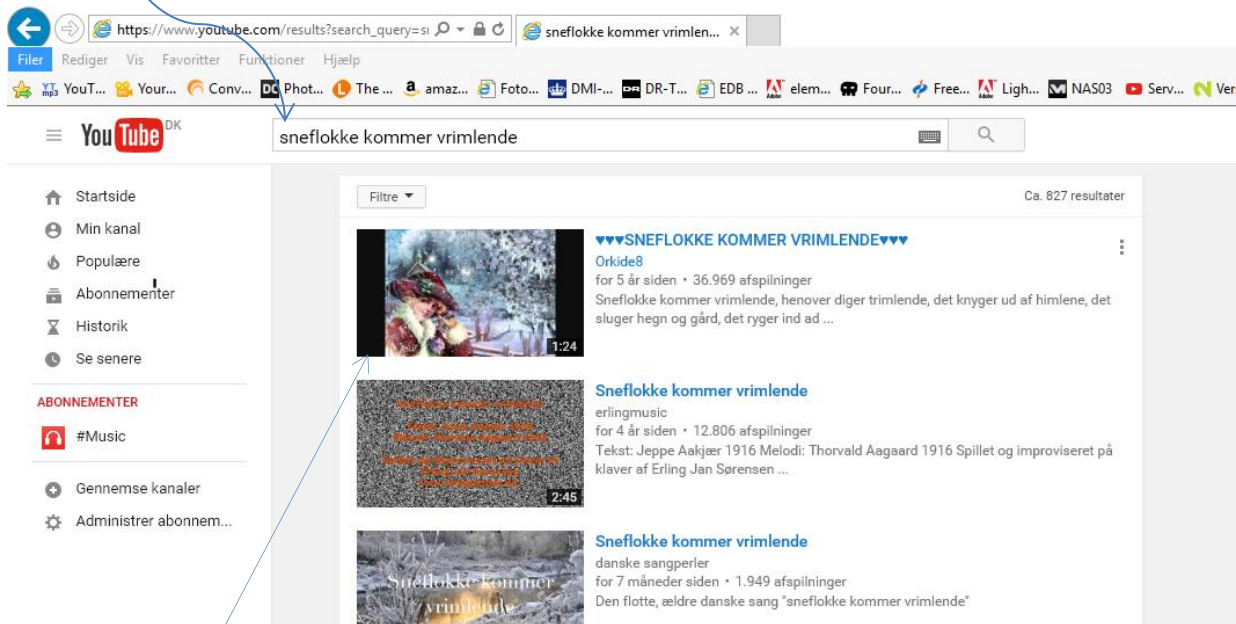 https://www.youtube.com/results?search_query=sı
sneflokke kommer vrimlen...
Filer Rediger Vis Favoritter Funktioner Hjælp
YouT... Your... Conv... Phot... The ... amaz... Foto... DMI-... DR-T... EDB ... elem... Four... Free... Ligh... NAS03 Serv... Ver
YouTube DK
sneflokke kommer vrimlende
Startside
Min kanal
Populære
Abonnementer
Historik
Se senere
ABONNEMENTER
#Music
Gennemse kanaler
Administrer abonnem...
Filtre
Ca. 827 resultater
1:24
♥♥♥SNEFLOKKE KOMMER VRIMLENDE♥♥♥
Orkide8
for 5 år siden • 36.969 afspilninger
Sneflokke kommer vrimlende, henover diger trimlende, det knyger ud af himlene, det
sluger hegn og gård, det ryger ind ad ...
2:45
Sneflokke kommer vrimlende
erlingmusic
for 4 år siden • 12.806 afspilninger
Tekst: Jeppe Aakjær 1916 Melodi: Thorvald Aagaard 1916 Spillet og improviseret på
klaver af Erling Jan Sørensen ...
Sneflokke kommer
vrimlende
Sneflokke kommer vrimlende
danske sangperler
for 7 måneder siden • 1.949 afspilninger
Den flotte, ældre danske sang "sneflokke kommer vrimlende"